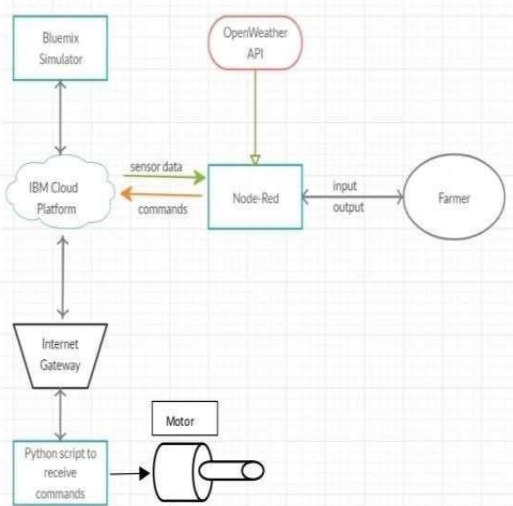 Bluemix
Simulator
OpenWeather
API
IBM Cloud
Platform
sensor data
commands
Node-Red
input
output
Farmer
Internet
Gateway
Python script to
receive
commands
Motor